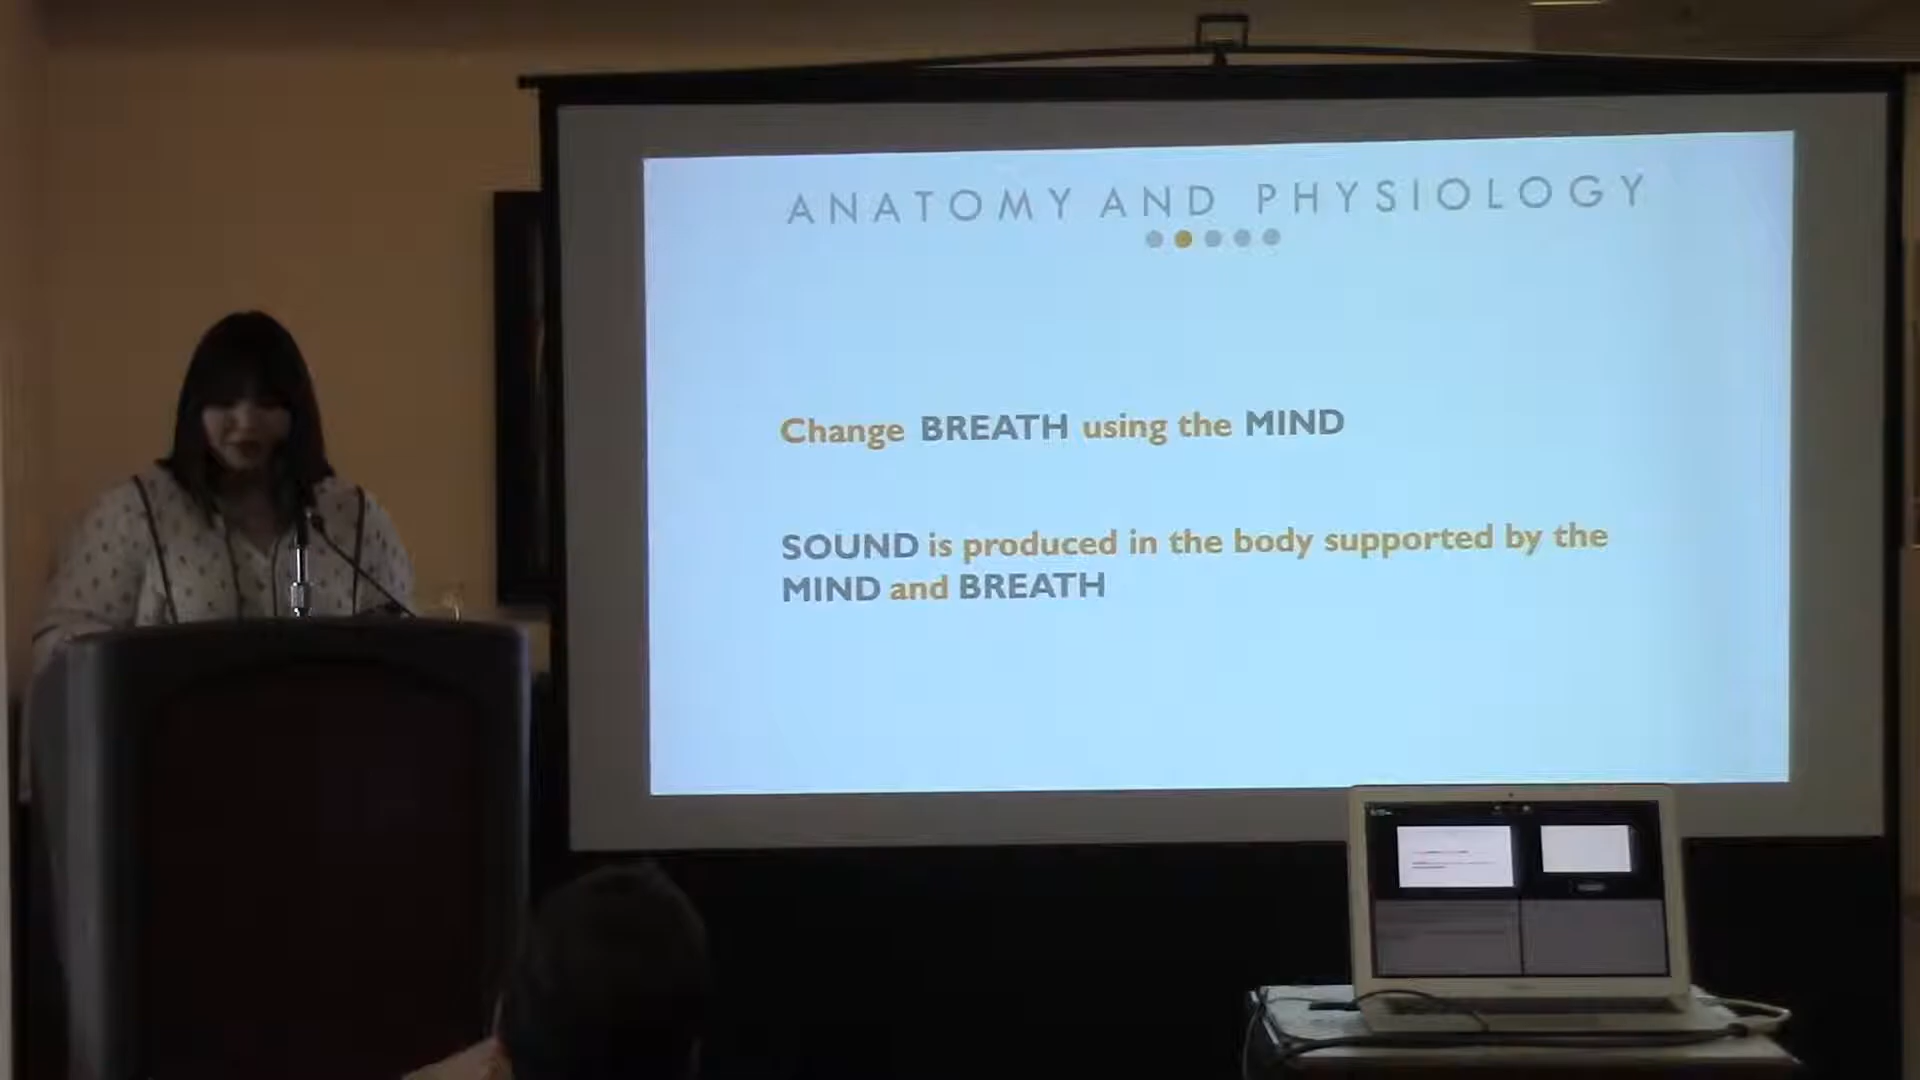 ANATOMY AND PHYSIOLOGY
Change BREATH using the MIND
SOUND is produced in the body supported by the
MIND and BREATH